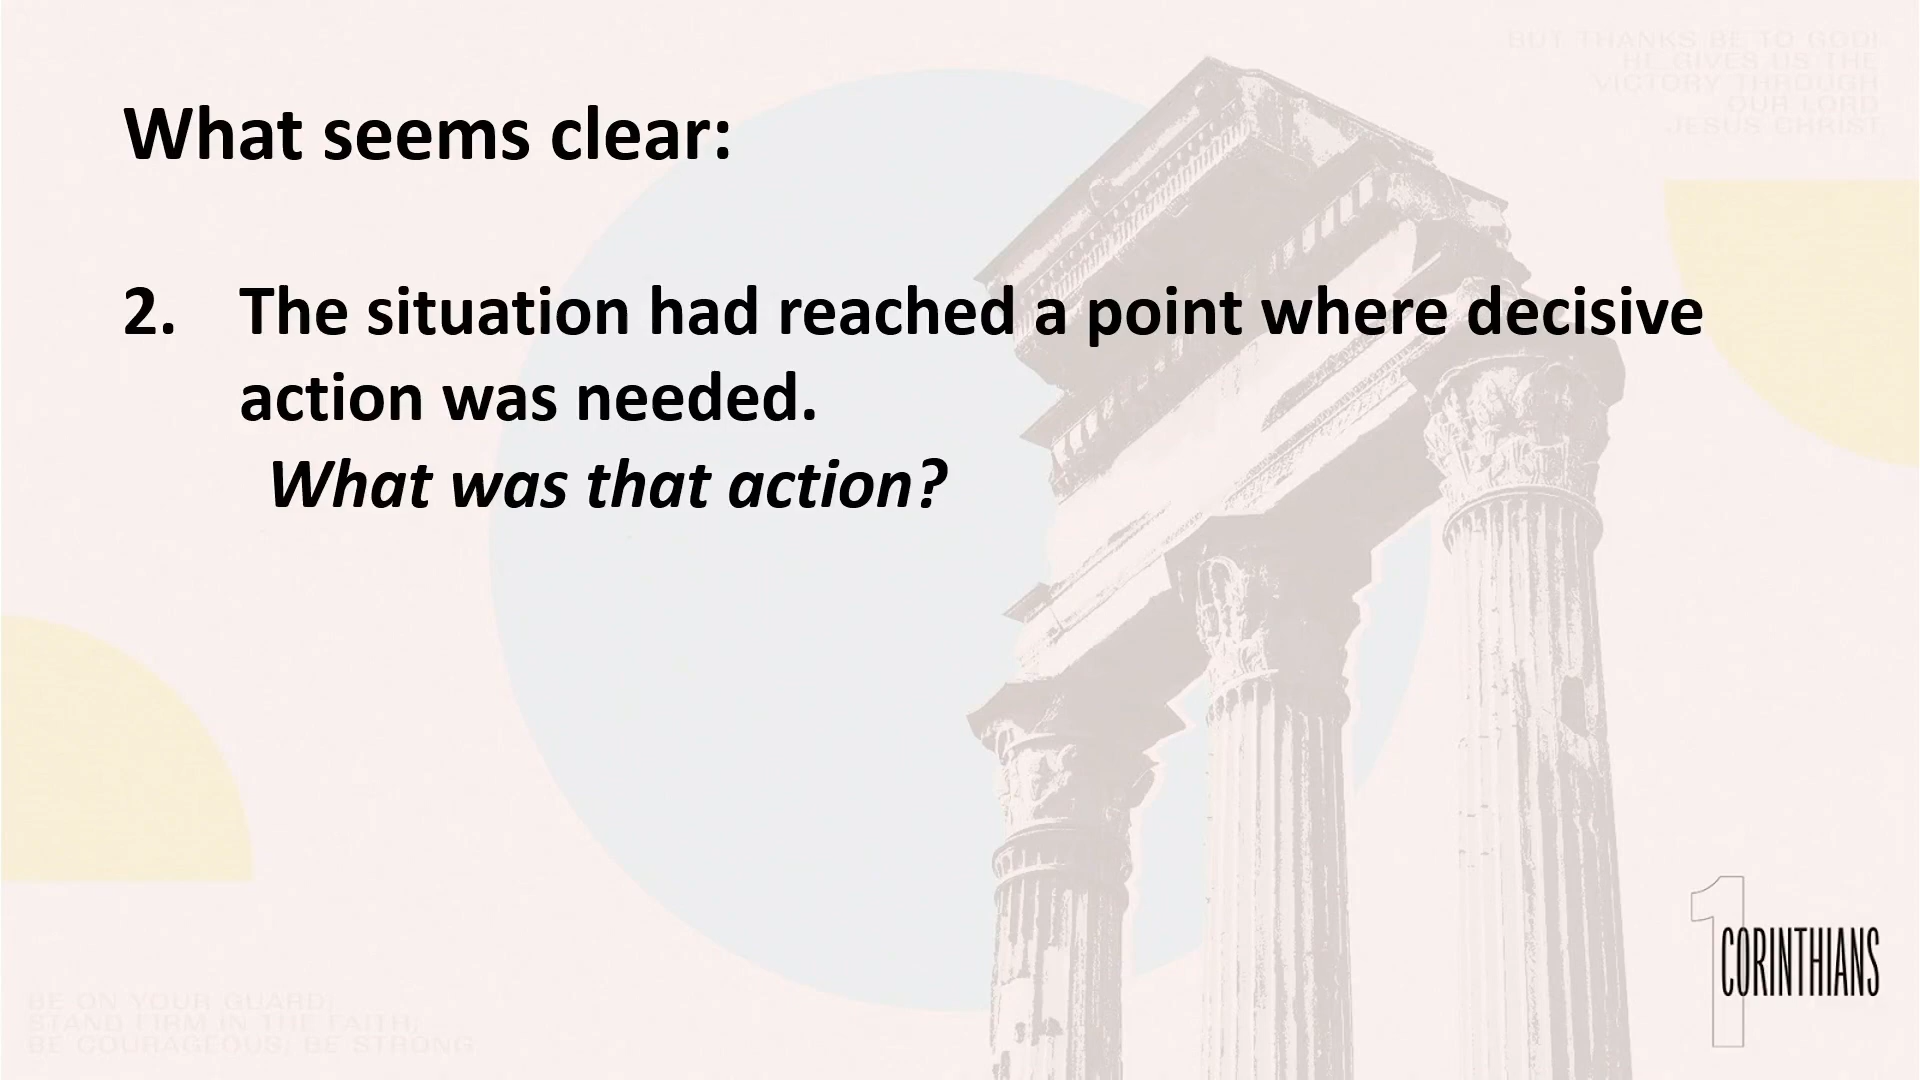 BUT THANKS BE TO GOD!
HE GIVES US THE
VICTORY THROUGH
OUR LORD
JESUS CHRIST.
What seems clear:
2. The situation had reached a point where decisive
action was needed.
What was that action?
1
CORINTHIANS
BE ON YOUR GUARD;
STAND FIRM IN THE FAITH;
BE COURAGEOUS; BE STRONG